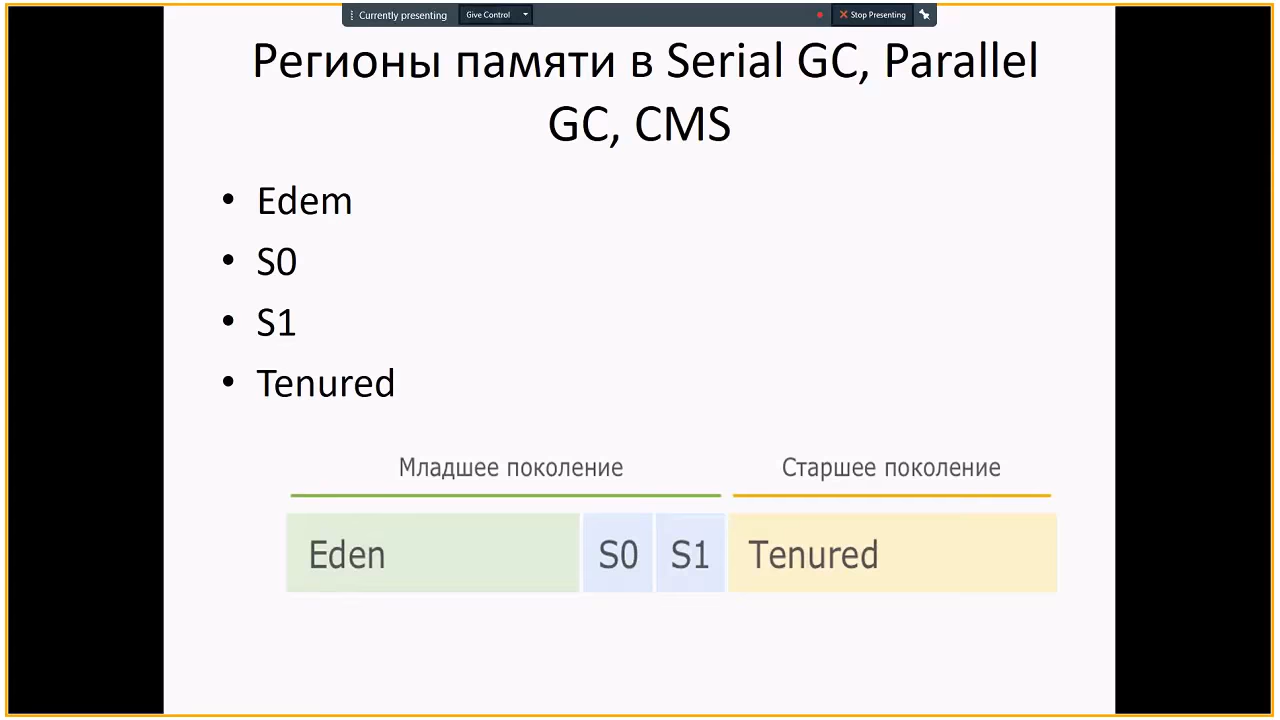 Currently presenting Give Control Stop Presenting
Регионы памяти в Serial GC, Parallel
GC, CMS
• Edem
• S0
• S1
• Tenured
Младшее поколение Старшее поколение
Eden S0 S1 Tenured